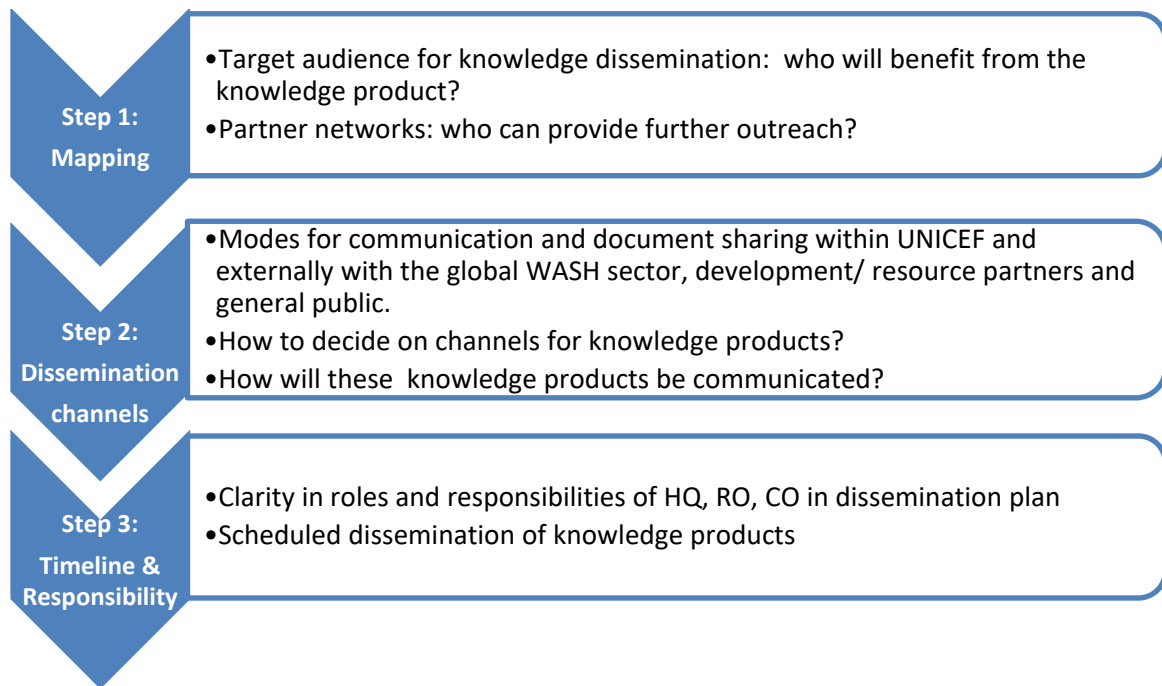 Step 1:
Mapping
•Target audience for knowledge dissemination:  who will benefit from the
knowledge product?
•Partner networks: who can provide further outreach?
Step 2:
Dissemination
channels
•Modes for communication and document sharing within UNICEF and
externally with the global WASH sector, development/ resource partners and
general public.
•How to decide on channels for knowledge products?
•How will these  knowledge products be communicated?
Step 3:
Timeline &
Responsibility
•Clarity in roles and responsibilities of HQ, RO, CO in dissemination plan
•Scheduled dissemination of knowledge products